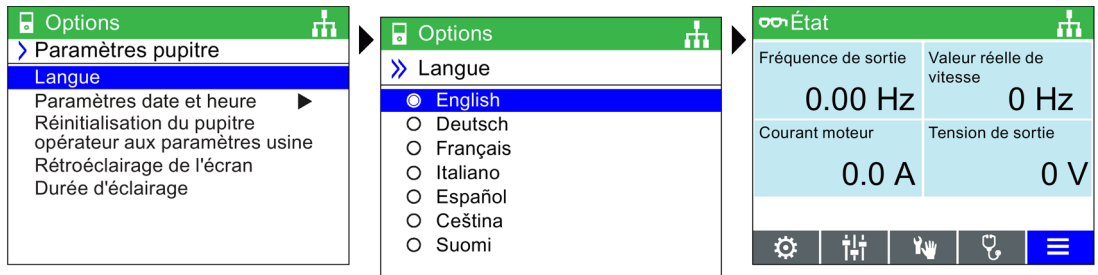 Options
Paramètres pupitre
Langue
Paramètres date et heure
Réinitialisation du pupitre
opérateur aux paramètres usine
Rétroéclairage de l'écran
Durée d'éclairage
Options
Langue
English
Deutsch
Français
Italiano
Español
Ceština
Suomi
État
Fréquence de sortie
0.00 Hz
Valeur réelle de
vitesse
0 Hz
Courant moteur
0.0 A
Tension de sortie
0 V